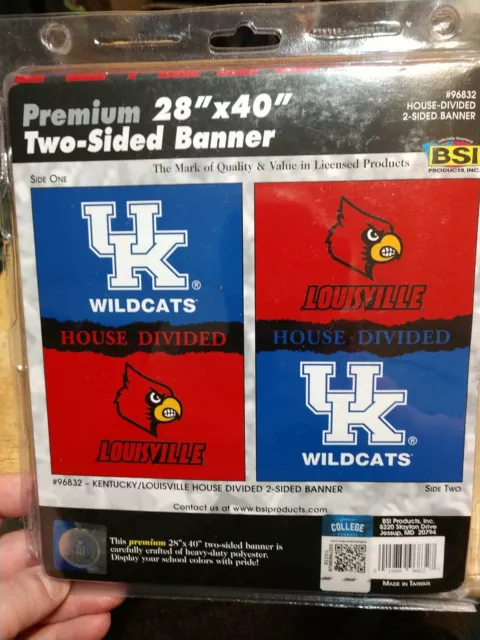 Premium 28"x40"
Two-Sided Banner
#96832
HOUSE-DIVIDED
2-SIDED BANNER
The Mark of Quality & Value in Licensed Products
BSI
PRODUCTS, INC.
SIDE ONE
UK
®
WILDCATS
HOUSE DIVIDED
LOUISVILLE
LOUISVILLE
HOUSE DIVIDED
UK
®
WILDCATS
#96832 - KENTUCKY/LOUISVILLE HOUSE DIVIDED 2-SIDED BANNER
SIDE TWO
Contact us at www.bsiproducts.com
This premium 28"x40" two-sided banner is
carefully crafted of heavy-duty polyester.
Display your school colors with pride!
COLLEGE
BSI Products, Inc.
8220 Stayton Drive
Jessup, MD 20794
MADE IN TAIWAN